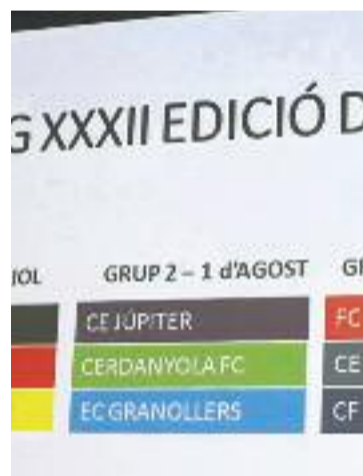 G XXXII EDICIÓ D
IOL GRUP 2 – 1 d'AGOST
CE JÚPITER FC
CERDANYOLA FC CE
EC GRANOLLERS CF